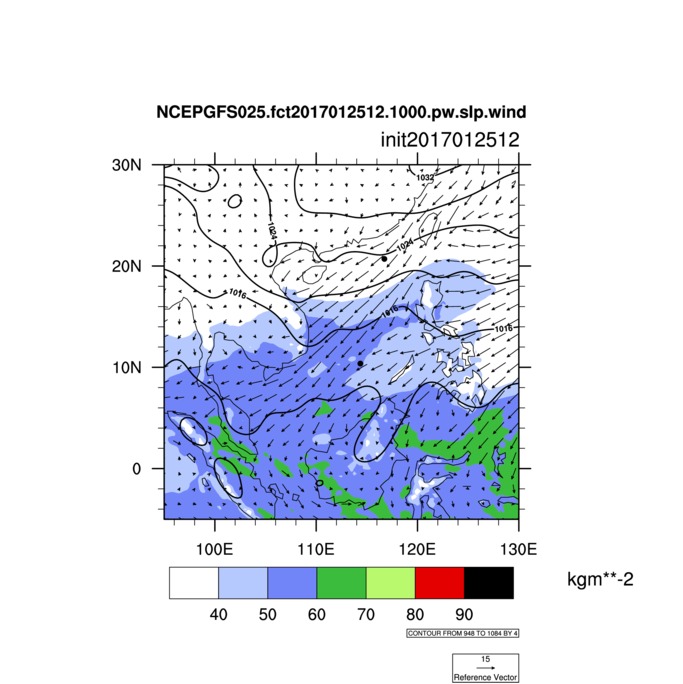 NCEPGFS025.fct2017012512.1000.pw.slp.wind
init2017012512
30N
20N
10N
0
1032
1024
1024
1016
1016
1016
100E 110E 120E 130E
kgm**-2
40 50 60 70 80 90
CONTOUR FROM 948 TO 1084 BY 4
15
Reference Vector